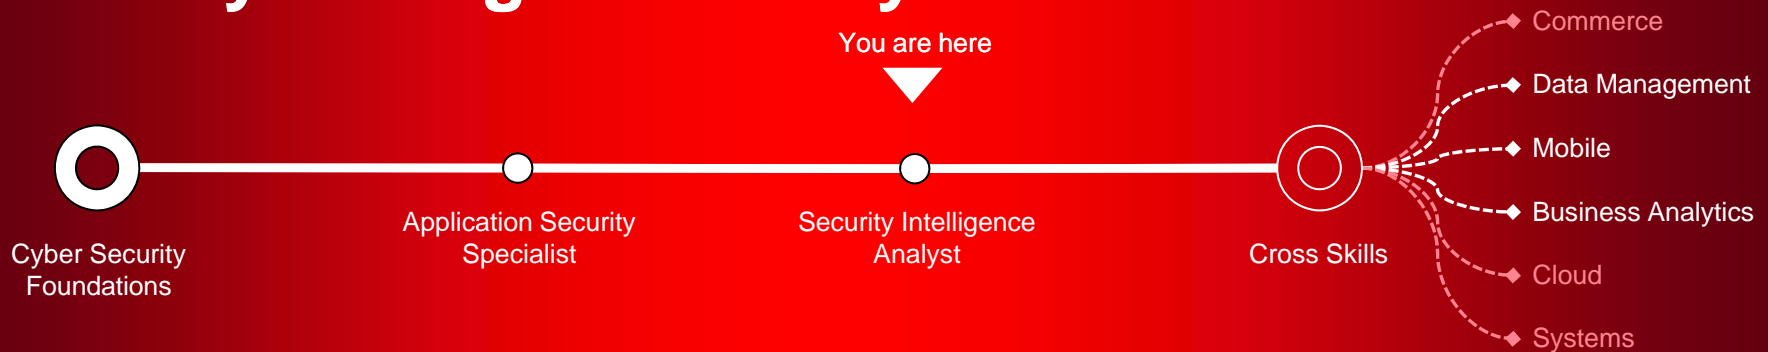 You are here
Cyber Security
Foundations
Application Security
Specialist
Security Intelligence
Analyst
Cross Skills
Commerce
Data Management
Mobile
Business Analytics
Cloud
Systems